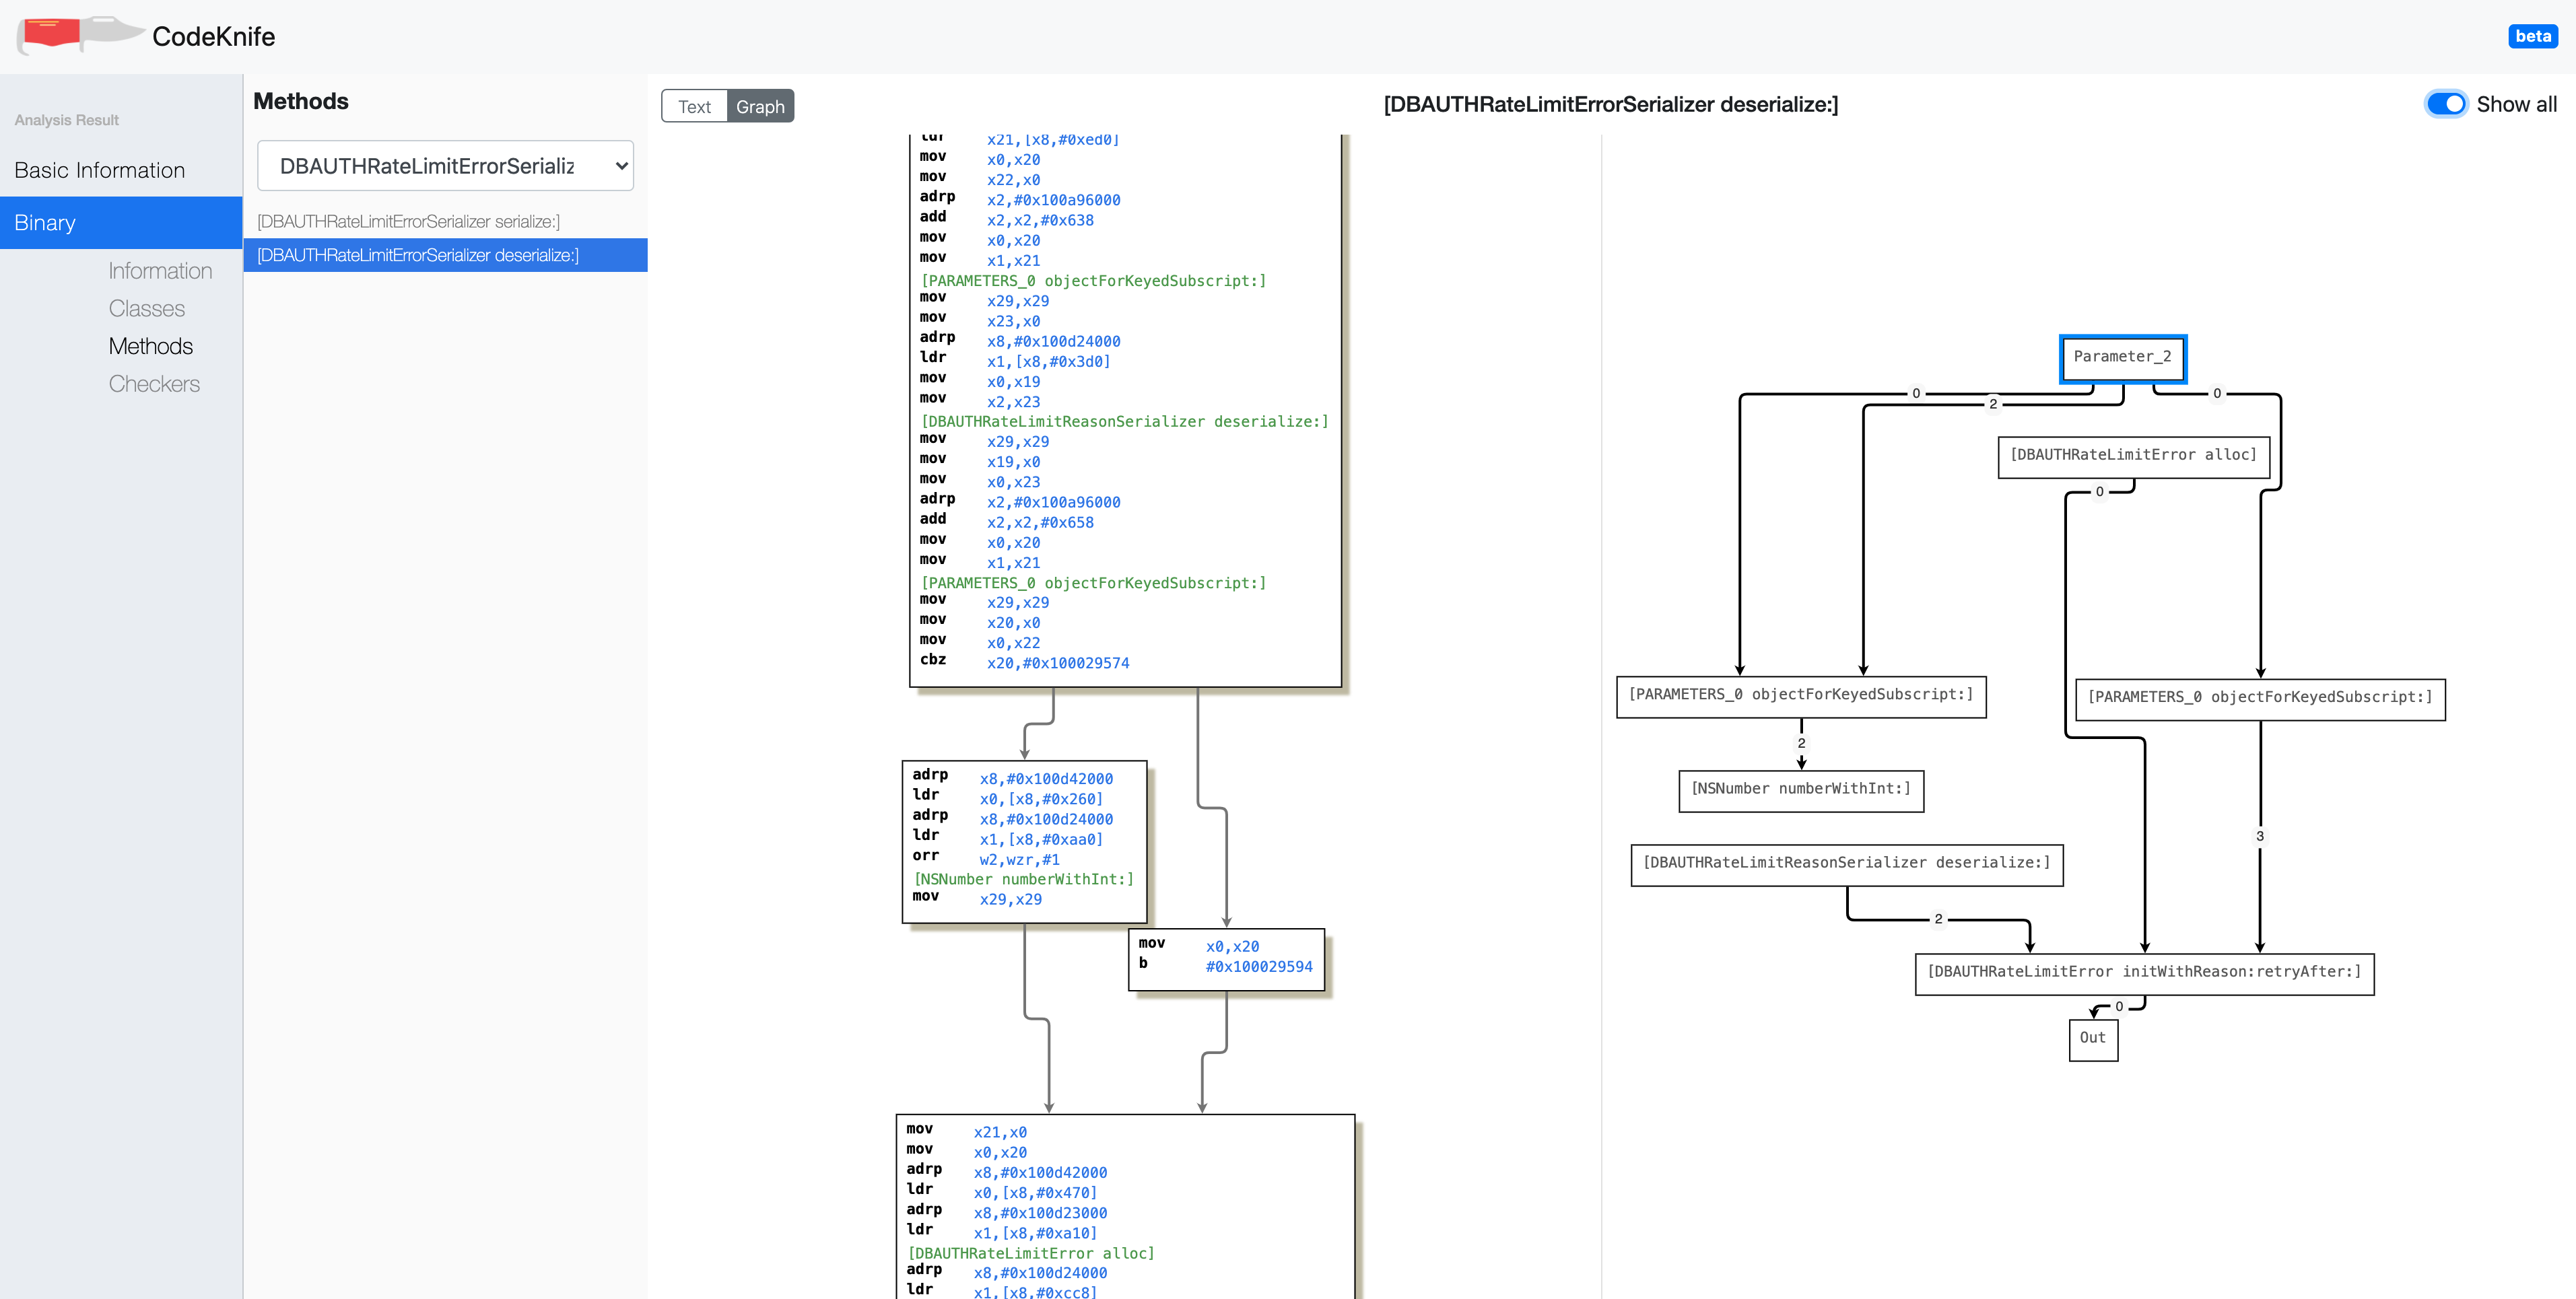 CodeKnife
beta
Analysis Result
Basic Information
Binary
Information
Classes
Methods
Checkers
Methods
DBAUTHRateLimitErrorSerializ
[DBAUTHRateLimitErrorSerializer serialize:]
[DBAUTHRateLimitErrorSerializer deserialize:]
Text Graph
[DBAUTHRateLimitErrorSerializer deserialize:]
Show all
ldr x21,[x8,#0xed0]
mov x0,x20
mov x22,x0
adrp x2,#0x100a96000
add x2,x2,#0x638
mov x0,x20
mov x1,x21
[PARAMETERS_0 objectForKeyedSubscript:]
mov x29,x29
mov x23,x0
adrp x8,#0x100d24000
ldr x1,[x8,#0x3d0]
mov x0,x19
mov x2,x23
[DBAUTHRateLimitReasonSerializer deserialize:]
mov x29,x29
mov x19,x0
mov x0,x23
adrp x2,#0x100a96000
add x2,x2,#0x658
mov x0,x20
mov x1,x21
[PARAMETERS_0 objectForKeyedSubscript:]
mov x29,x29
mov x20,x0
mov x0,x22
cbz x20,#0x100029574
adrp x8,#0x100d42000
ldr x0,[x8,#0x260]
adrp x8,#0x100d24000
ldr x1,[x8,#0xaa0]
orr w2,wzr,#1
[NSNumber numberWithInt:]
mov x29,x29
mov x0,x20
b #0x100029594
mov x21,x0
mov x0,x20
adrp x8,#0x100d42000
ldr x0,[x8,#0x470]
adrp x8,#0x100d23000
ldr x1,[x8,#0xa10]
[DBAUTHRateLimitError alloc]
adrp x8,#0x100d24000
ldr x1,[x8,#0xcc8]
Parameter_2
0
2
0
[DBAUTHRateLimitError alloc]
0
[PARAMETERS_0 objectForKeyedSubscript:]
[PARAMETERS_0 objectForKeyedSubscript:]
2
[NSNumber numberWithInt:]
3
[DBAUTHRateLimitReasonSerializer deserialize:]
2
[DBAUTHRateLimitError initWithReason:retryAfter:]
0
Out